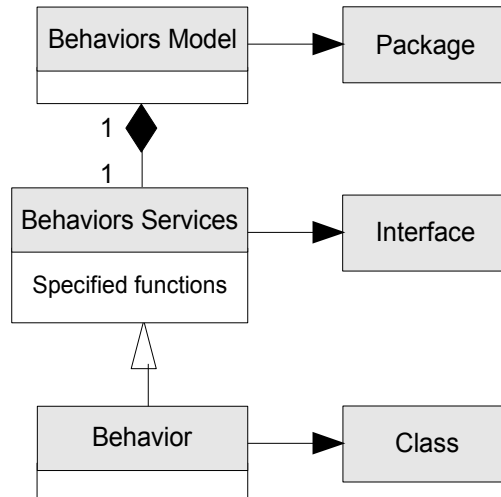 Behaviors Model
Package
1
1
Behaviors Services
Interface
Specified functions
Behavior
Class